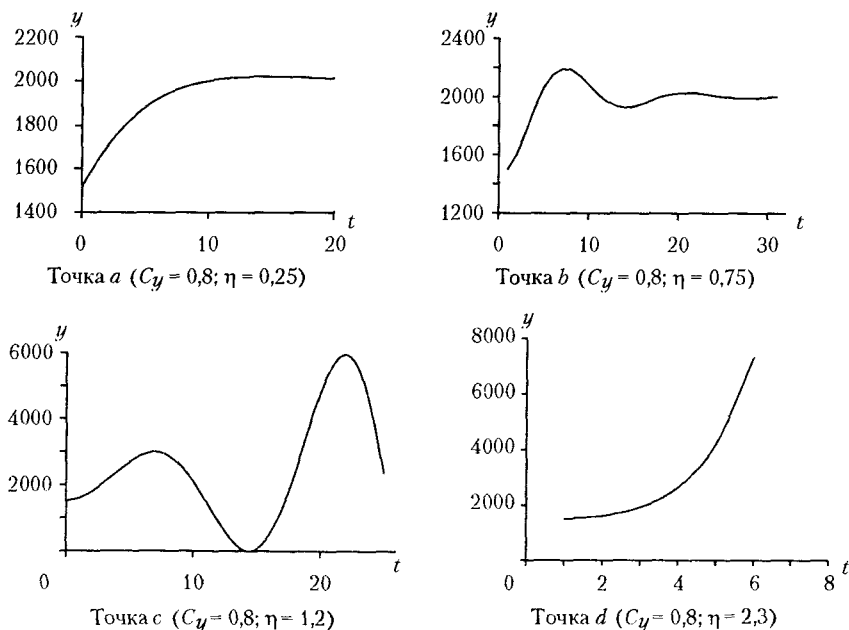 y
2200
2000
1800
1600
1400
0
10
20
t
Точка a (Cy = 0,8; η = 0,25)
y
2400
2000
1600
1200
0
10
20
30
t
Точка b (Cy = 0,8; η = 0,75)
y
6000
4000
2000
0
10
20
t
Точка c (Cy = 0,8; η = 1,2)
y
8000
6000
4000
2000
0
2
4
6
8
t
Точка d (Cy = 0,8; η = 2,3)